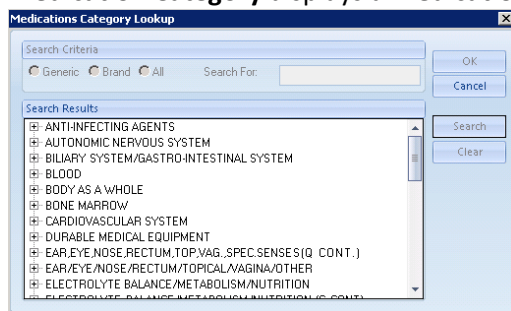 Medications Category Lookup
Search Criteria
Generic Brand All Search For:
OK
Cancel
Search Results
Search
Clear
ANTI-INFECTING AGENTS
AUTONOMIC NERVOUS SYSTEM
BILIARY SYSTEM/GASTRO-INTESTINAL SYSTEM
BLOOD
BODY AS A WHOLE
BONE MARROW
CARDIOVASCULAR SYSTEM
DURABLE MEDICAL EQUIPMENT
EAR,EYE,NOSE,RECTUM,TOP,VAG.,SPEC.SENSES(Q CONT.)
EAR/EYE/NOSE/RECTUM/TOPICAL/VAGINA/OTHER
ELECTROLYTE BALANCE/METABOLISM/NUTRITION